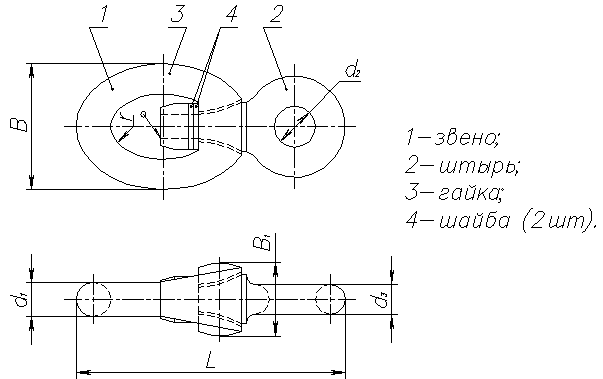 1
3
4
2
d₂
B
r
1–звено;
2–штырь;
3–гайка;
4–шайба (2шт).
B₁
d₁
d₃
L